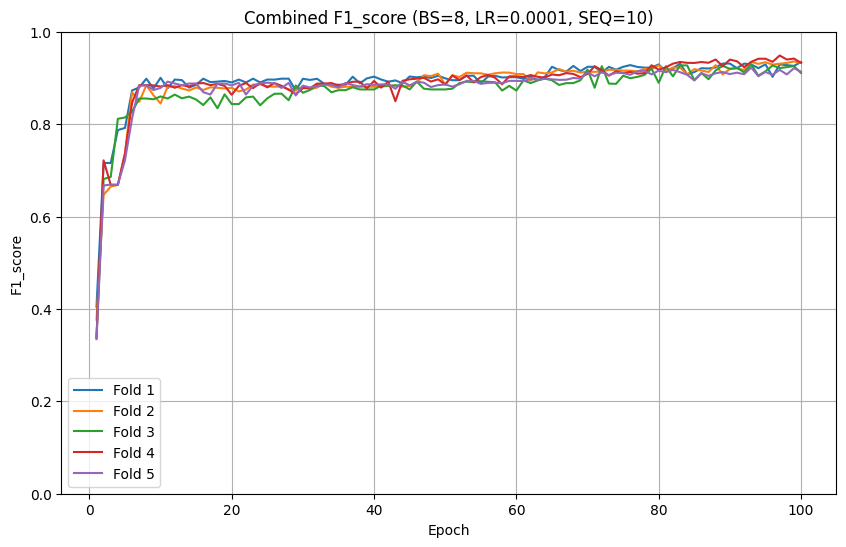 Combined F1_score (BS=8, LR=0.0001, SEQ=10)
F1_score
1.0
0.8
0.6
0.4
0.2
0.0
Fold 1
Fold 2
Fold 3
Fold 4
Fold 5
0 20 40 60 80 100
Epoch